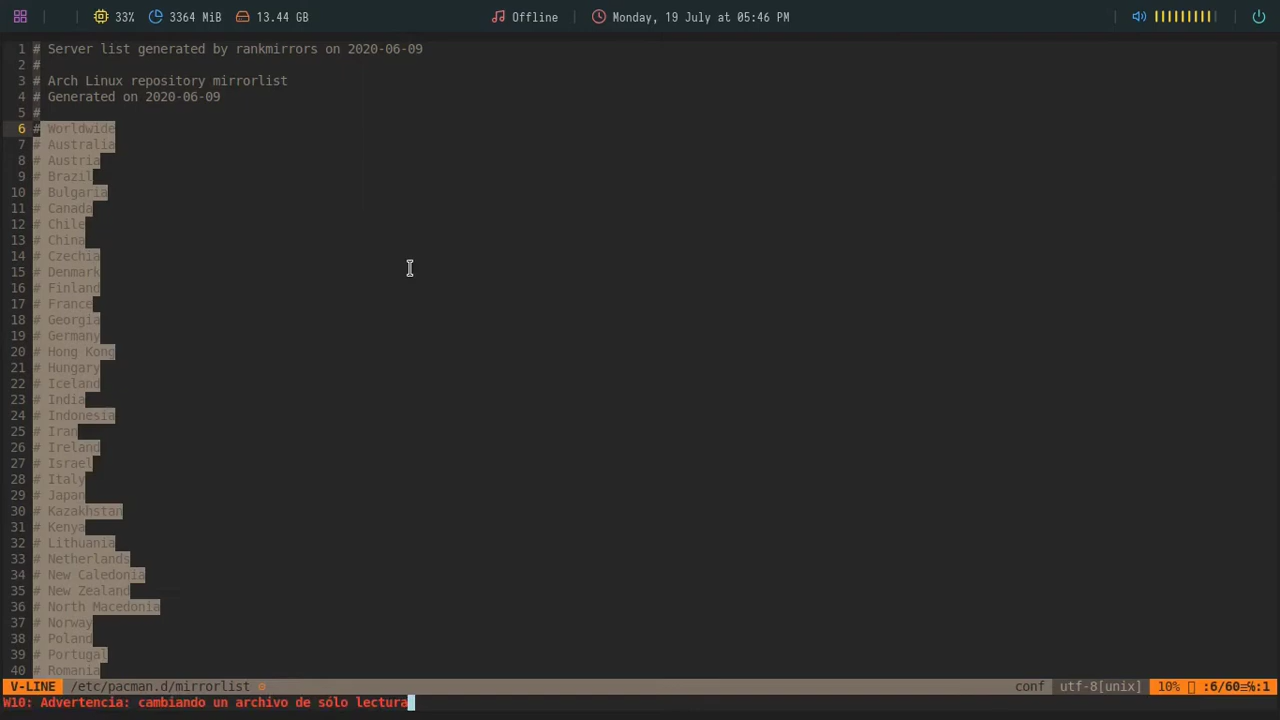 33% 3364 MiB 13.44 GB Offline Monday, 19 July at 05:46 PM
1 # Server list generated by rankmirrors on 2020-06-09
2 #
3 # Arch Linux repository mirrorlist
4 # Generated on 2020-06-09
5 #
6 # Worldwide
7 # Australia
8 # Austria
9 # Brazil
10 # Bulgaria
11 # Canada
12 # Chile
13 # China
14 # Czechia
15 # Denmark
16 # Finland
17 # France
18 # Georgia
19 # Germany
20 # Hong Kong
21 # Hungary
22 # Iceland
23 # India
24 # Indonesia
25 # Iran
26 # Ireland
27 # Israel
28 # Italy
29 # Japan
30 # Kazakhstan
31 # Kenya
32 # Lithuania
33 # Netherlands
34 # New Caledonia
35 # New Zealand
36 # North Macedonia
37 # Norway
38 # Poland
39 # Portugal
40 # Romania
V-LINE /etc/pacman.d/mirrorlist conf utf-8[unix] 10% :6/60≡℅:1
W10: Advertencia: cambiando un archivo de sólo lectura